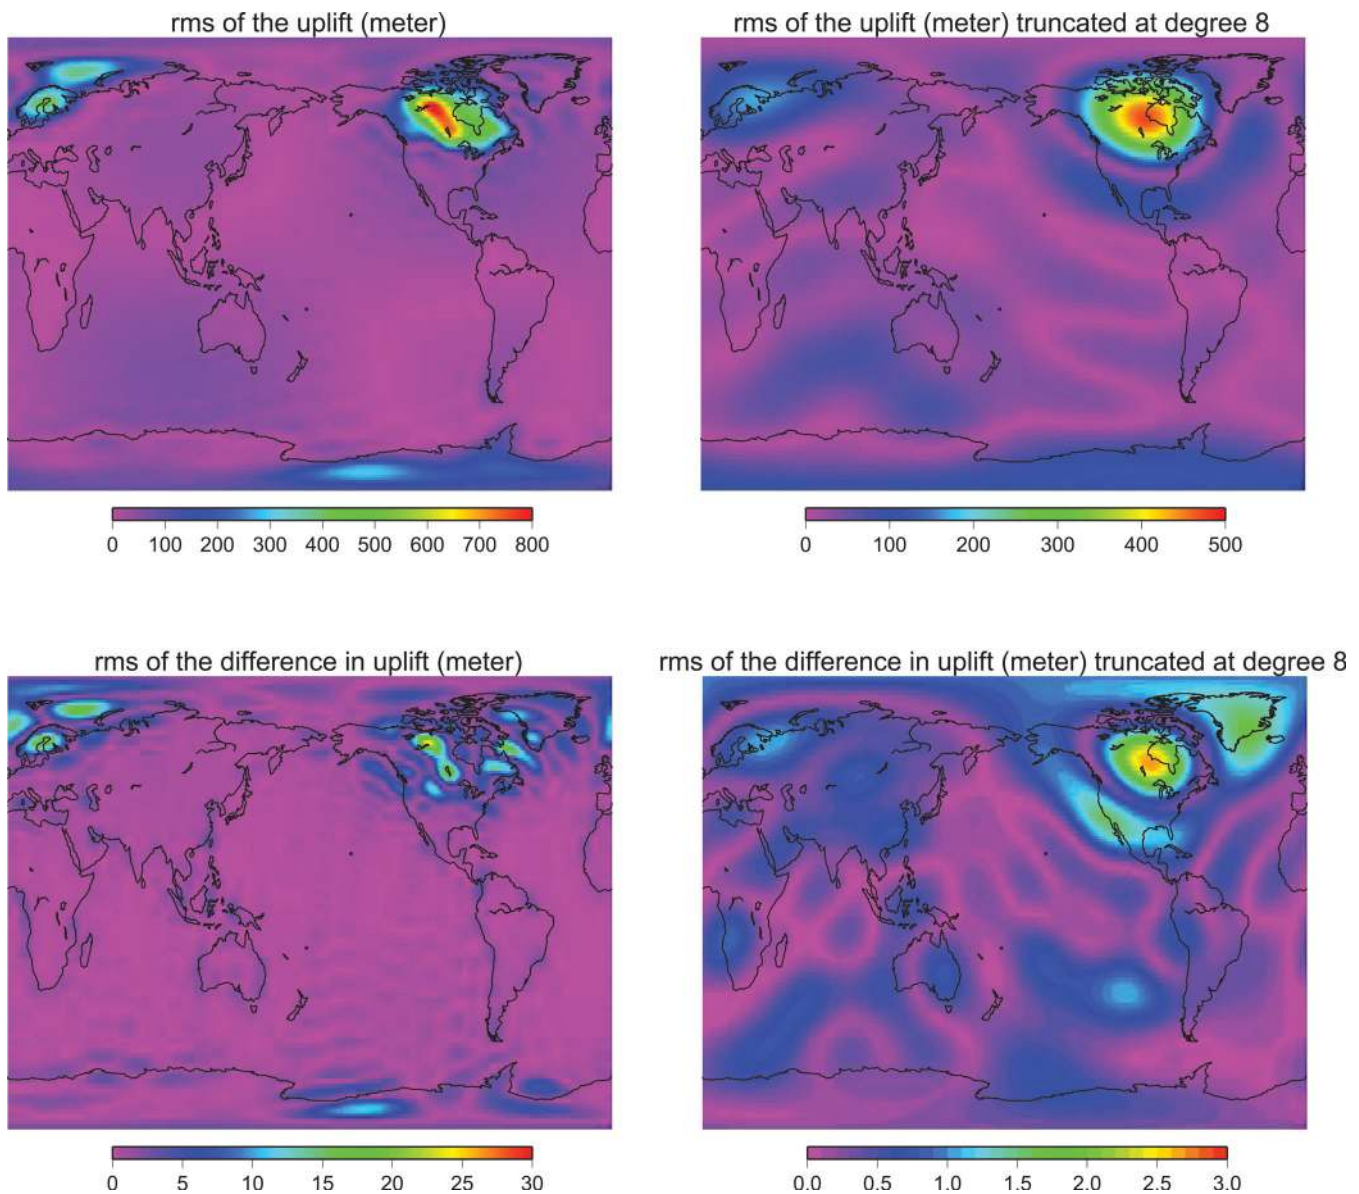 rms of the uplift (meter)
rms of the uplift (meter) truncated at degree 8
0 100 200 300 400 500 600 700 800
0 100 200 300 400 500
rms of the difference in uplift (meter)
rms of the difference in uplift (meter) truncated at degree 8
0 5 10 15 20 25 30
0.0 0.5 1.0 1.5 2.0 2.5 3.0